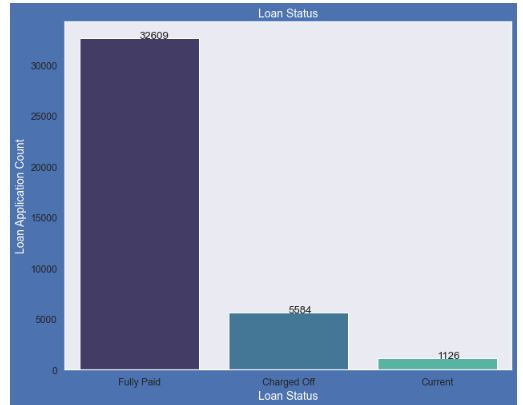 Loan Status
32609
30000
25000
20000
15000
10000
5000
0
Loan Application Count
5584
1126
Fully Paid
Charged Off
Current
Loan Status